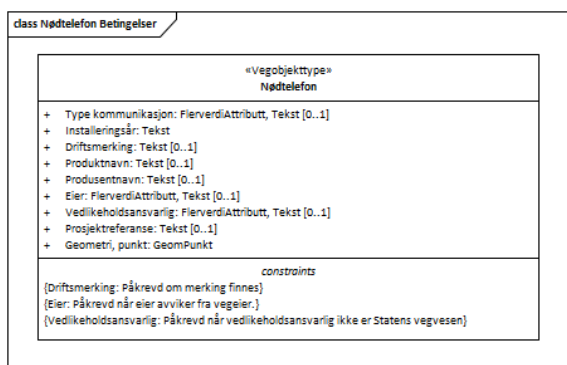 class Nødtelefon Betingelser
«Vegobjekttype»
Nødtelefon
+ Type kommunikasjon: FlerverdiAttributt, Tekst [0..1]
+ Installeringsår: Tekst
+ Driftsmerking: Tekst [0..1]
+ Produktnavn: Tekst [0..1]
+ Produsentnavn: Tekst [0..1]
+ Eier: FlerverdiAttributt, Tekst [0..1]
+ Vedlikeholdsansvarlig: FlerverdiAttributt, Tekst [0..1]
+ Prosjektreferanse: Tekst [0..1]
+ Geometri, punkt: GeomPunkt
constraints
{Driftsmerking: Påkrevd om merking finnes}
{Eier: Påkrevd når eier avviker fra vegeier.}
{Vedlikeholdsansvarlig: Påkrevd når vedlikeholdsansvarlig ikke er Statens vegvesen}